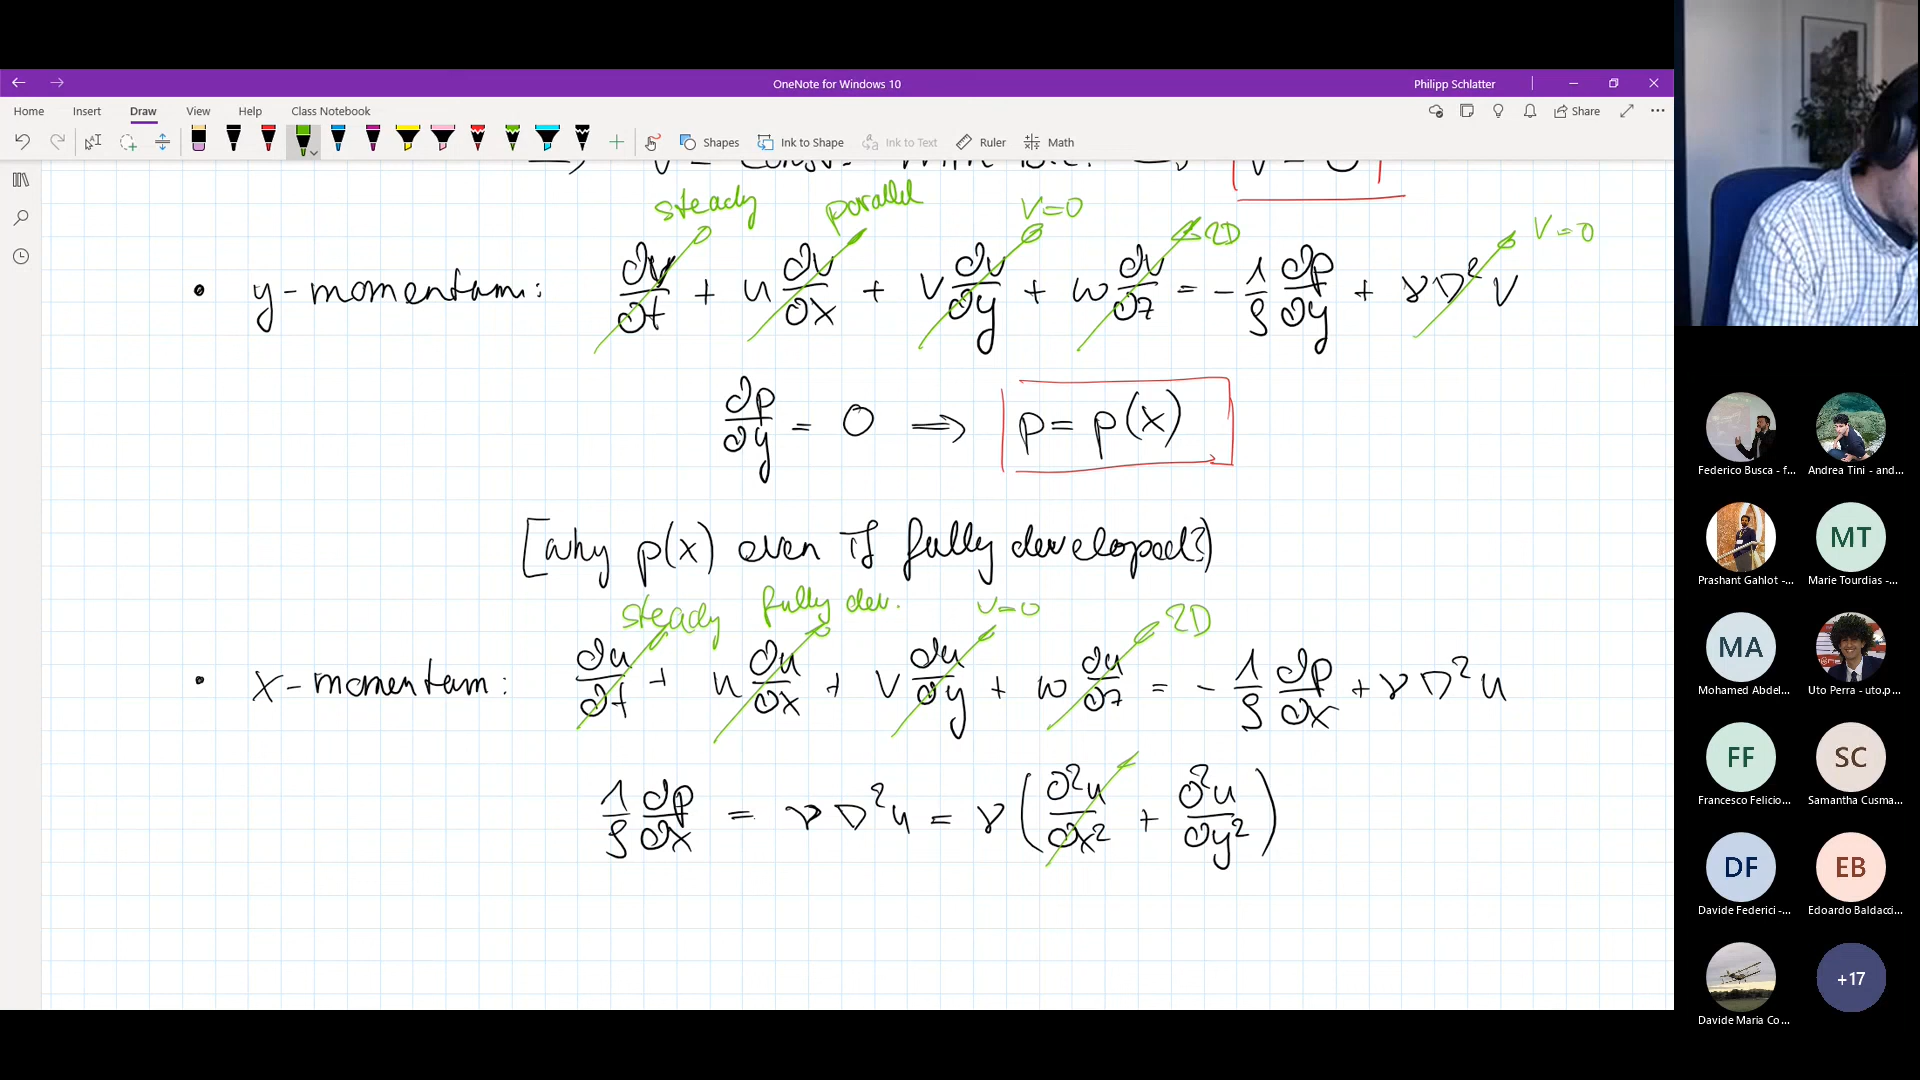 OneNote for Windows 10
Philipp Schlatter
Home Insert Draw View Help Class Notebook
Share
Shapes Ink to Shape Ink to Text Ruler Math
steady parallel V=0 2D V=0
• y-momentum: ∂v/∂t + u ∂v/∂x + v ∂v/∂y + w ∂v/∂z = - 1/ρ ∂p/∂y + ν∇²v
∂p/∂y = 0 ⟹ p = p(x)
[why p(x) even if fully developed?]
steady fully dev. v=0 2D
• x-momentum: ∂u/∂t + u ∂u/∂x + v ∂u/∂y + w ∂u/∂z = - 1/ρ ∂p/∂x + ν∇²u
1/ρ ∂p/∂x = ν∇²u = ν(∂²u/∂x² + ∂²u/∂y²)
Federico Busca - f...
Andrea Tini - and...
Prashant Gahlot -...
MT
Marie Tourdias -...
MA
Mohamed Abdel...
Uto Perra - uto.p...
FF
Francesco Felicio...
SC
Samantha Cusma...
DF
Davide Federici -...
EB
Edoardo Baldacci...
Davide Maria Co...
+17